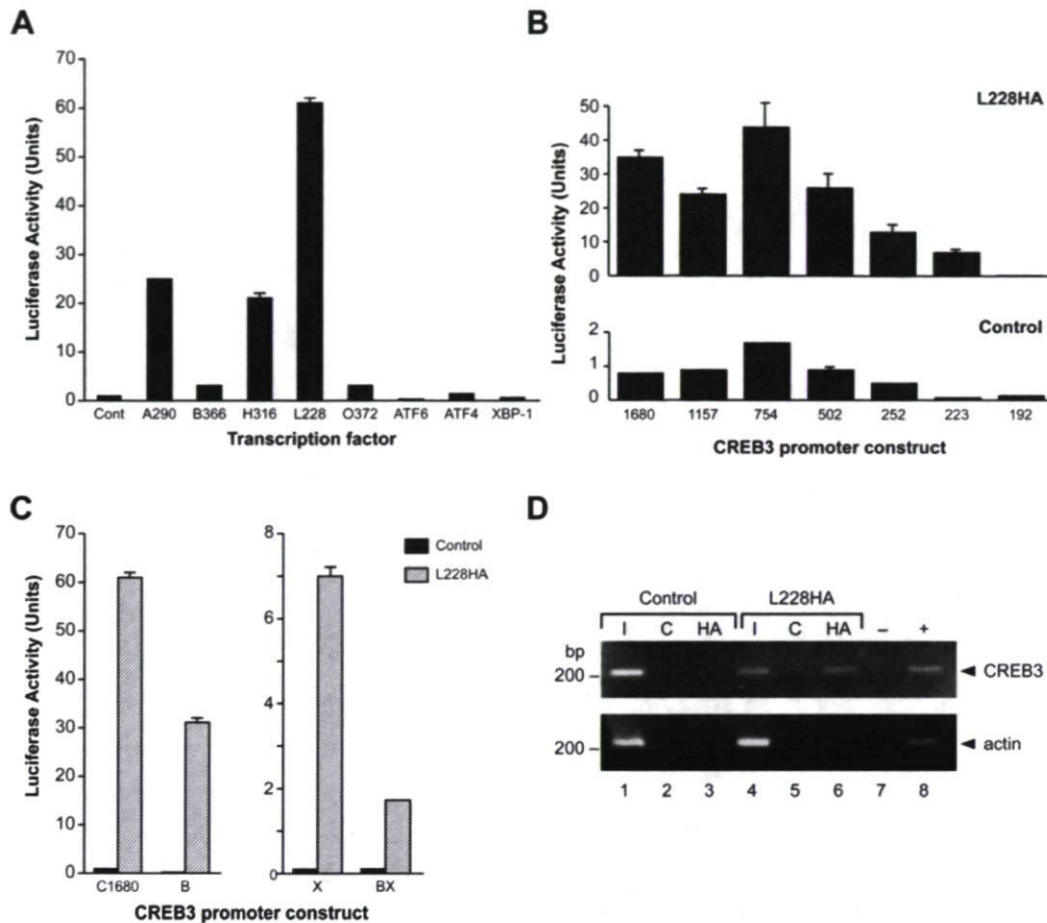 A
Luciferase Activity (Units)
70
60
50
40
30
20
10
0
Cont A290 B366 H316 L228 O372 ATF6 ATF4 XBP-1
Transcription factor
B
L228HA
Luciferase Activity (Units)
50
40
30
20
10
0
Control
2
1
0
1680 1157 754 502 252 223 192
CREB3 promoter construct
C
Luciferase Activity (Units)
70
60
50
40
30
20
10
0
C1680 B
8
6
4
2
0
X BX
Control
L228HA
CREB3 promoter construct
D
Control L228HA
I C HA I C HA – +
bp
200
CREB3
200
actin
1 2 3 4 5 6 7 8